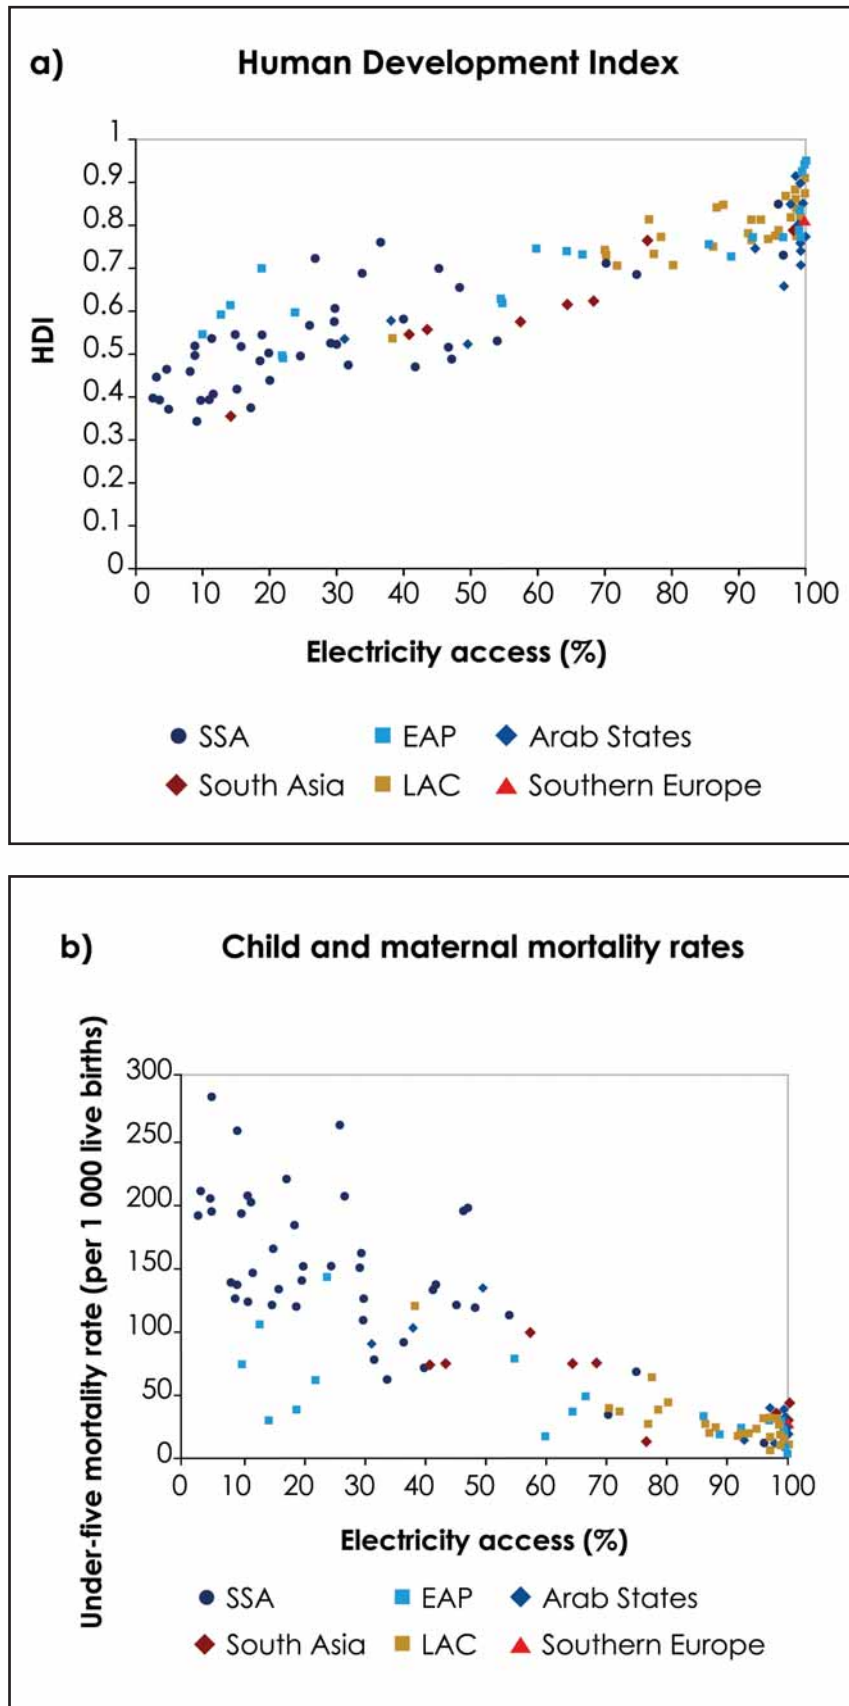 a) Human Development Index
1
0.9
0.8
0.7
0.6
0.5
0.4
0.3
0.2
0.1
0
HDI
0 10 20 30 40 50 60 70 80 90 100
Electricity access (%)
SSA EAP Arab States
South Asia LAC Southern Europe
b) Child and maternal mortality rates
Under-five mortality rate (per 1 000 live births)
300
250
200
150
100
50
0
0 10 20 30 40 50 60 70 80 90 100
Electricity access (%)
SSA EAP Arab States
South Asia LAC Southern Europe